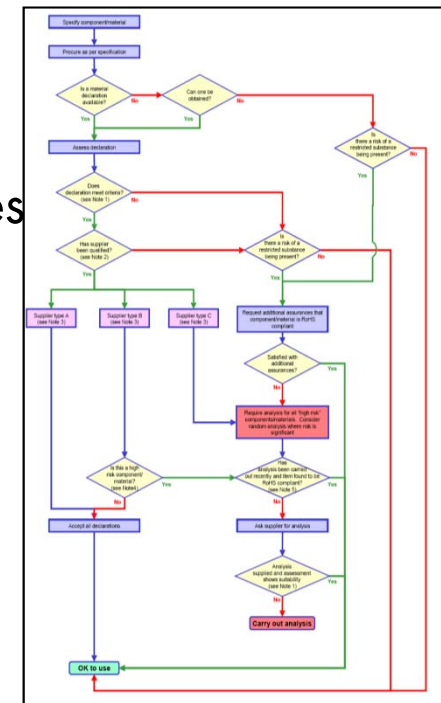 Specify component/material
Procure as per specification
Is a material
declaration
available?
No
Can one be
obtained?
No
Yes
Yes
Assess declaration
Is
there a risk of a
restricted substance
being present?
No
Yes
Does
declaration meet criteria?
(see Note 1)
No
Yes
es
Has supplier
been qualified?
(see Note 2)
Yes
Is
there a risk of a
restricted substance
being present?
No
Yes
Supplier type A
(see Note 3)
Supplier type B
(see Note 3)
Supplier type C
(see Note 3)
Request additional assurances that
component/material is RoHS
compliant
Satisfied with
additional
assurances?
Yes
No
Require analysis for all "high risk"
components/materials. Consider
random analysis where risk is
significant
Is this a high
risk component/
material?
(see Note4)
Yes
No
Has
analysis been carried
out recently and item found to be
RoHS compliant?
(see Note 5)
Yes
No
Accept all declarations
Ask supplier for analysis
Analysis
supplied and assessment
shows suitability
(see Note 1)
Yes
No
Carry out analysis
OK to use